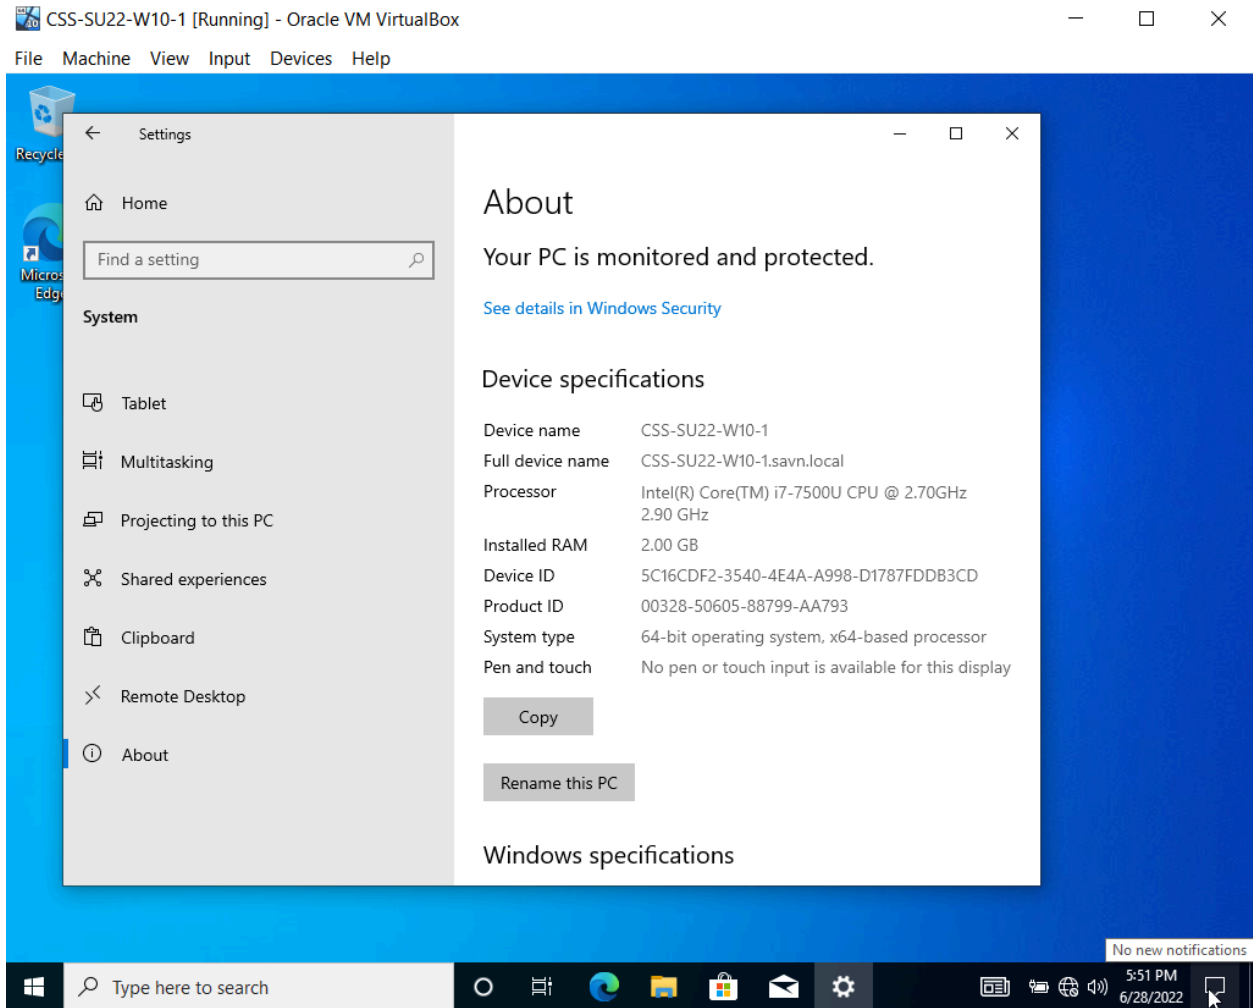 CSS-SU22-W10-1 [Running] - Oracle VM VirtualBox
File Machine View Input Devices Help
Recycle
Micros
Edg
Settings
Home
Find a setting
System
Tablet
Multitasking
Projecting to this PC
Shared experiences
Clipboard
Remote Desktop
About
About
Your PC is monitored and protected.
See details in Windows Security
Device specifications
Device name CSS-SU22-W10-1
Full device name CSS-SU22-W10-1.savn.local
Processor Intel(R) Core(TM) i7-7500U CPU @ 2.70GHz
2.90 GHz
Installed RAM 2.00 GB
Device ID 5C16CDF2-3540-4E4A-A998-D1787FDDB3CD
Product ID 00328-50605-88799-AA793
System type 64-bit operating system, x64-based processor
Pen and touch No pen or touch input is available for this display
Copy
Rename this PC
Windows specifications
No new notifications
Type here to search
5:51 PM
6/28/2022